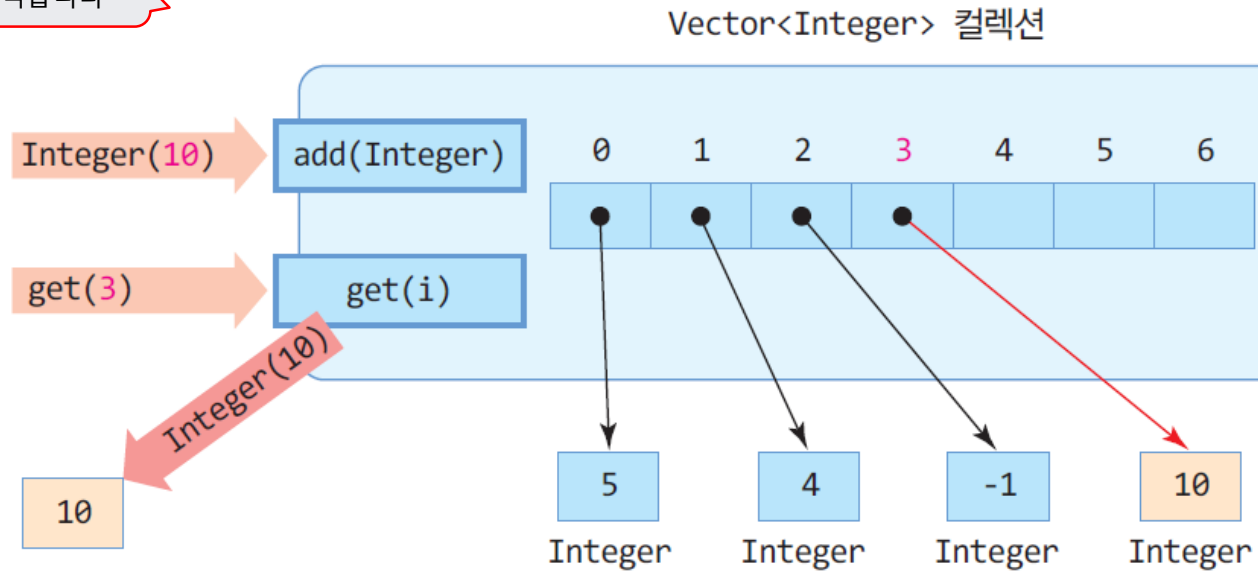 Vector<Integer> 컬렉션
Integer(10)
add(Integer)
0 1 2 3 4 5 6
get(3)
get(i)
Integer(10)
10
5 4 -1 10
Integer Integer Integer Integer